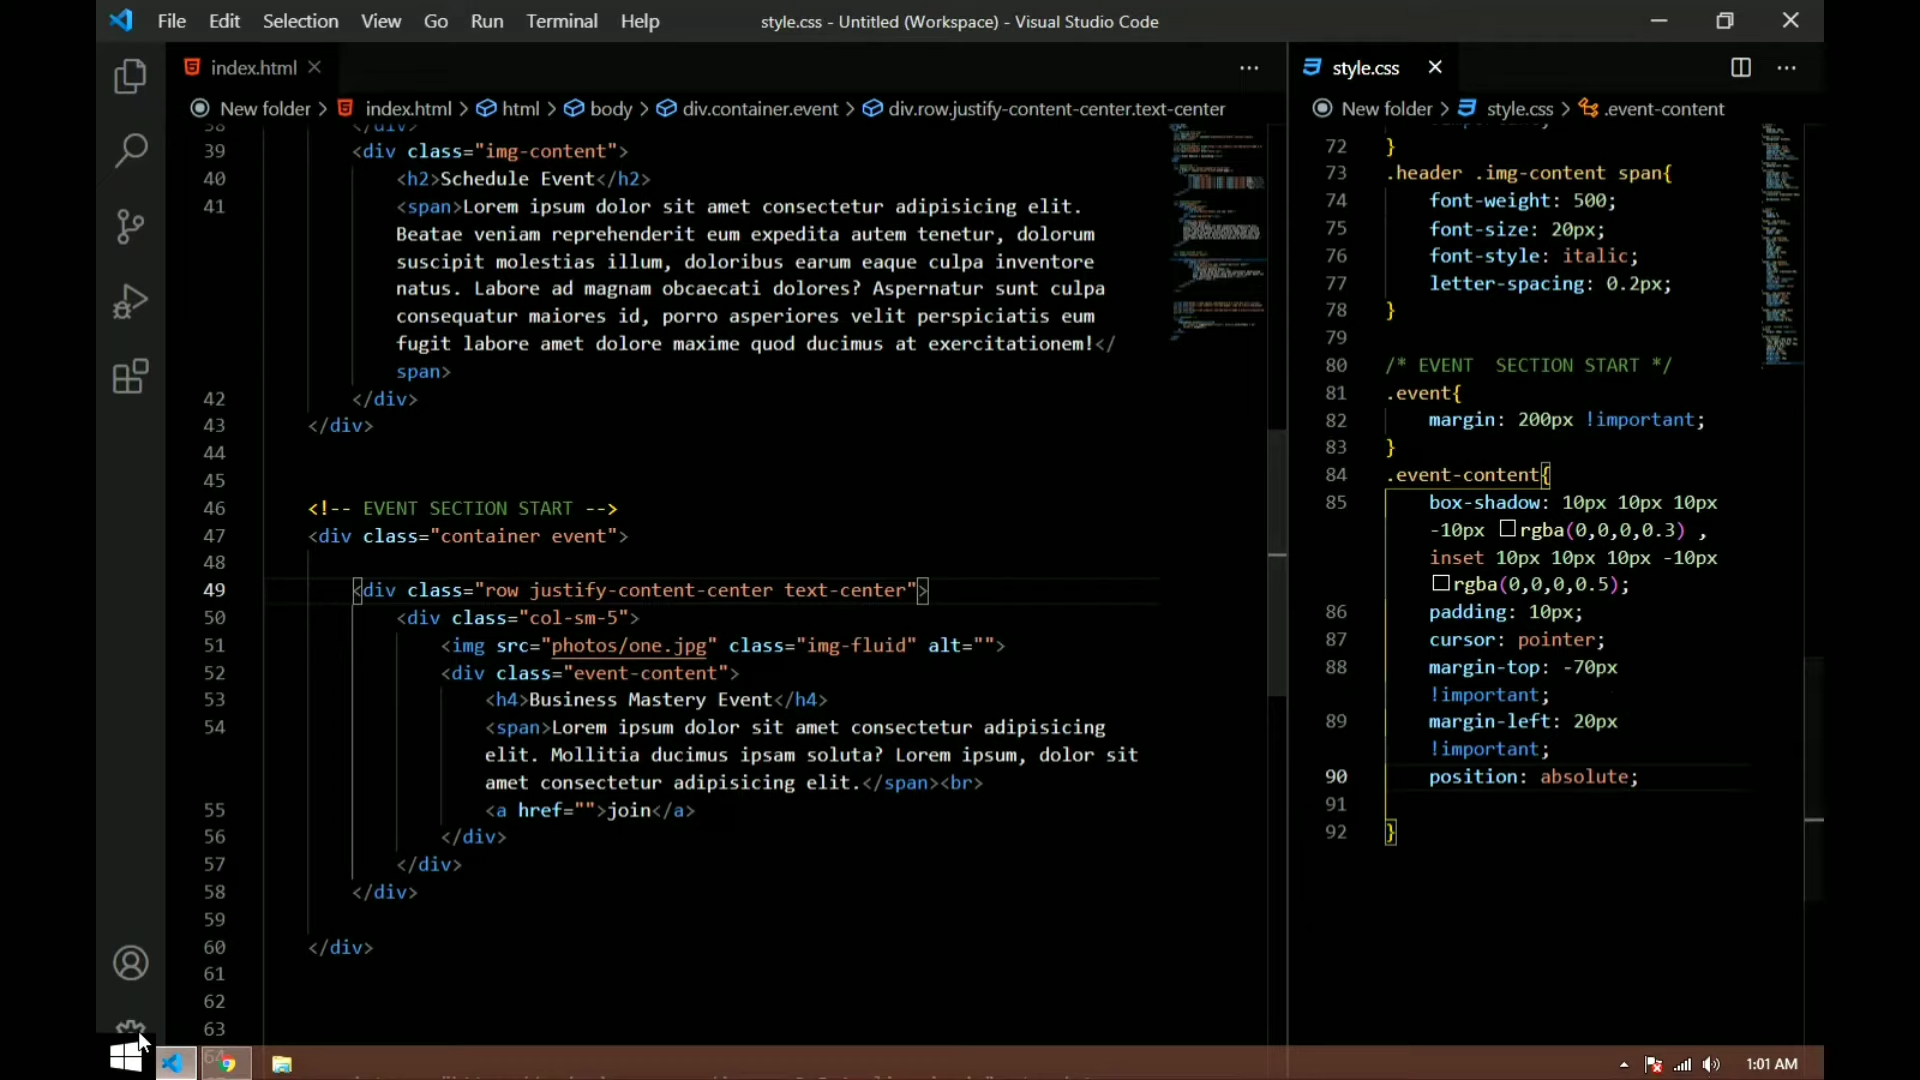 File Edit Selection View Go Run Terminal Help
style.css - Untitled (Workspace) - Visual Studio Code
index.html
style.css
New folder > index.html > html > body > div.container.event > div.row.justify-content-center.text-center
New folder > style.css > .event-content
38 </div>
39 <div class="img-content">
40 <h2>Schedule Event</h2>
41 <span>Lorem ipsum dolor sit amet consectetur adipisicing elit.
Beatae veniam reprehenderit eum expedita autem tenetur, dolorum
suscipit molestias illum, doloribus earum eaque culpa inventore
natus. Labore ad magnam obcaecati dolores? Aspernatur sunt culpa
consequatur maiores id, porro asperiores velit perspiciatis eum
fugit labore amet dolore maxime quod ducimus at exercitationem!</
span>
42 </div>
43 </div>
44
45
46 <!-- EVENT SECTION START -->
47 <div class="container event">
48
49 <div class="row justify-content-center text-center">
50 <div class="col-sm-5">
51 <img src="photos/one.jpg" class="img-fluid" alt="">
52 <div class="event-content">
53 <h4>Business Mastery Event</h4>
54 <span>Lorem ipsum dolor sit amet consectetur adipisicing
elit. Mollitia ducimus ipsam soluta? Lorem ipsum, dolor sit
amet consectetur adipisicing elit.</span><br>
55 <a href="">join</a>
56 </div>
57 </div>
58 </div>
59
60 </div>
61
62
63
64
72 }
73 .header .img-content span{
74 font-weight: 500;
75 font-size: 20px;
76 font-style: italic;
77 letter-spacing: 0.2px;
78 }
79
80 /* EVENT  SECTION START */
81 .event{
82 margin: 200px !important;
83 }
84 .event-content{
85 box-shadow: 10px 10px 10px
-10px rgba(0,0,0,0.3) ,
inset 10px 10px 10px -10px
rgba(0,0,0,0.5);
86 padding: 10px;
87 cursor: pointer;
88 margin-top: -70px
!important;
89 margin-left: 20px
!important;
90 position: absolute;
91
92 }
1:01 AM